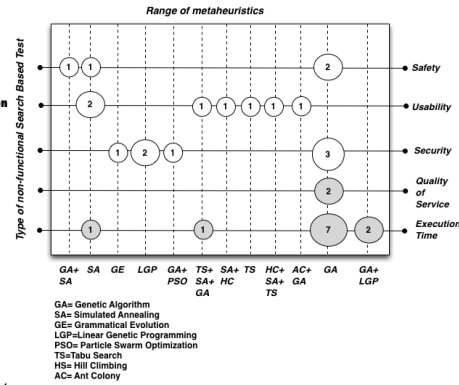 Range of metaheuristics
Type of non-functional Search Based Test
on
1 1 2 Safety
2 1 1 1 1 1 Usability
1 2 1 3 Security
2 Quality
of
Service
1 1 7 2 Execution
Time
GA+ SA GE LGP GA+ TS+ SA+ TS HC+ AC+ GA GA+
SA PSO SA+ HC SA+ GA LGP
GA TS
GA= Genetic Algorithm
SA= Simulated Annealing
GE= Grammatical Evolution
LGP=Linear Genetic Programming
PSO= Particle Swarm Optimization
TS=Tabu Search
HS= Hill Climbing
AC= Ant Colony